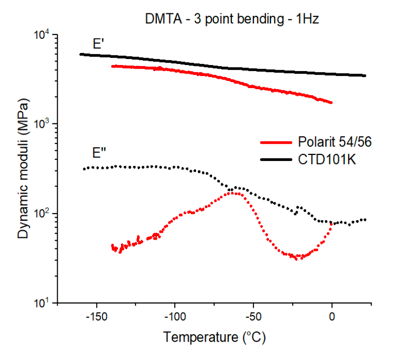 DMTA - 3 point bending - 1Hz
10⁴
E'
Polarit 54/56
CTD101K
10³
E"
10²
10¹
-150 -100 -50 0
Dynamic moduli (MPa)
Temperature (°C)